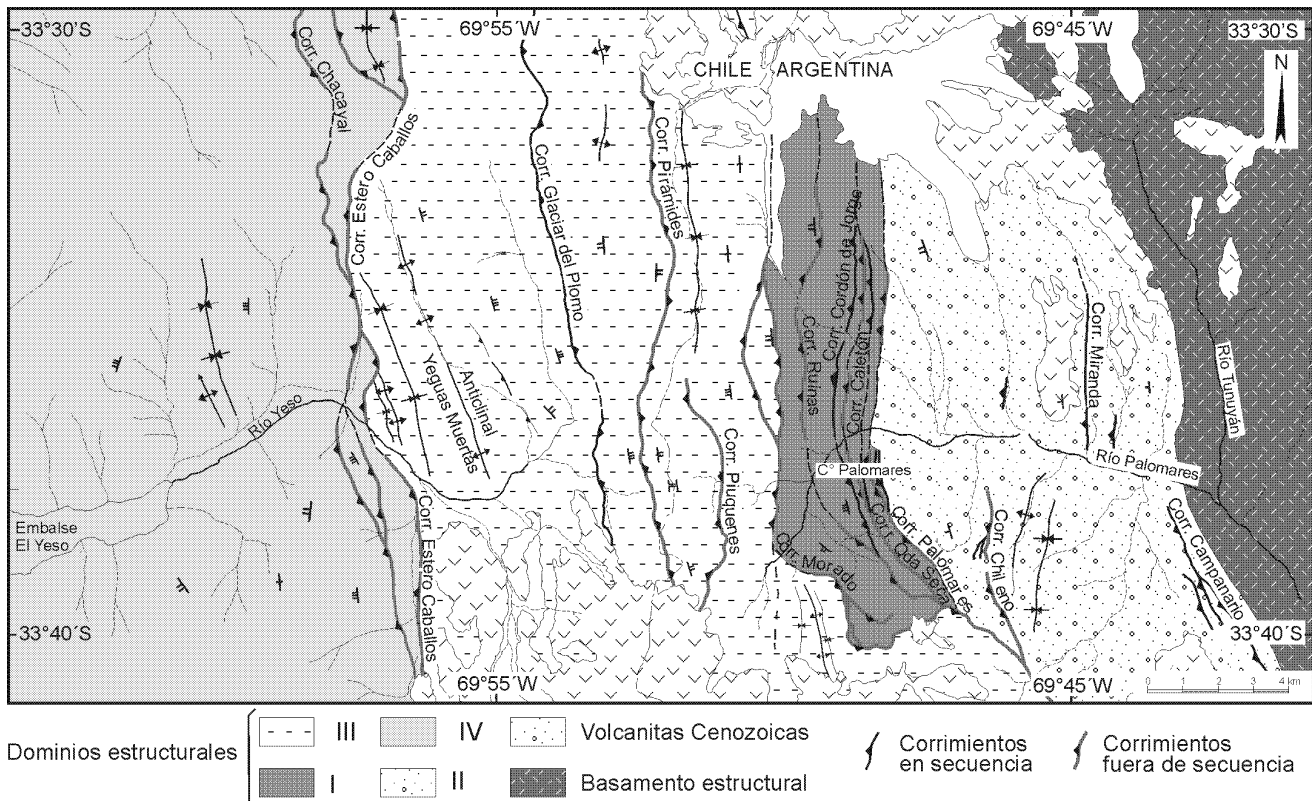 33°30´S
69°55´W
69°45´W
33°30´S
CHILE
ARGENTINA
N
Corr. Chacayal
Corr. Estero Caballos
Corr. Glaciar del Plomo
Corr. Pirámides
Corr. Cordón de Jorge
Corr. Ruinas
Corr. Caletón
Corr. Miranda
Río Tunuyán
Anticlinal
Yeguas Muertas
Río Yeso
Corr. Piuquenes
C° Palomares
Río Palomares
Embalse
El Yeso
Corr. Estero Caballos
Corr. Morado
Corr. Oda Seca
Corr. Palomares
Corr. Chileno
Corr. Campanario
33°40´S
33°40´S
69°55´W
69°45´W
0 1 2 3 4 km
Dominios estructurales
III
IV
Volcanitas Cenozoicas
I
II
Basamento estructural
Corrimientos
en secuencia
Corrimientos
fuera de secuencia